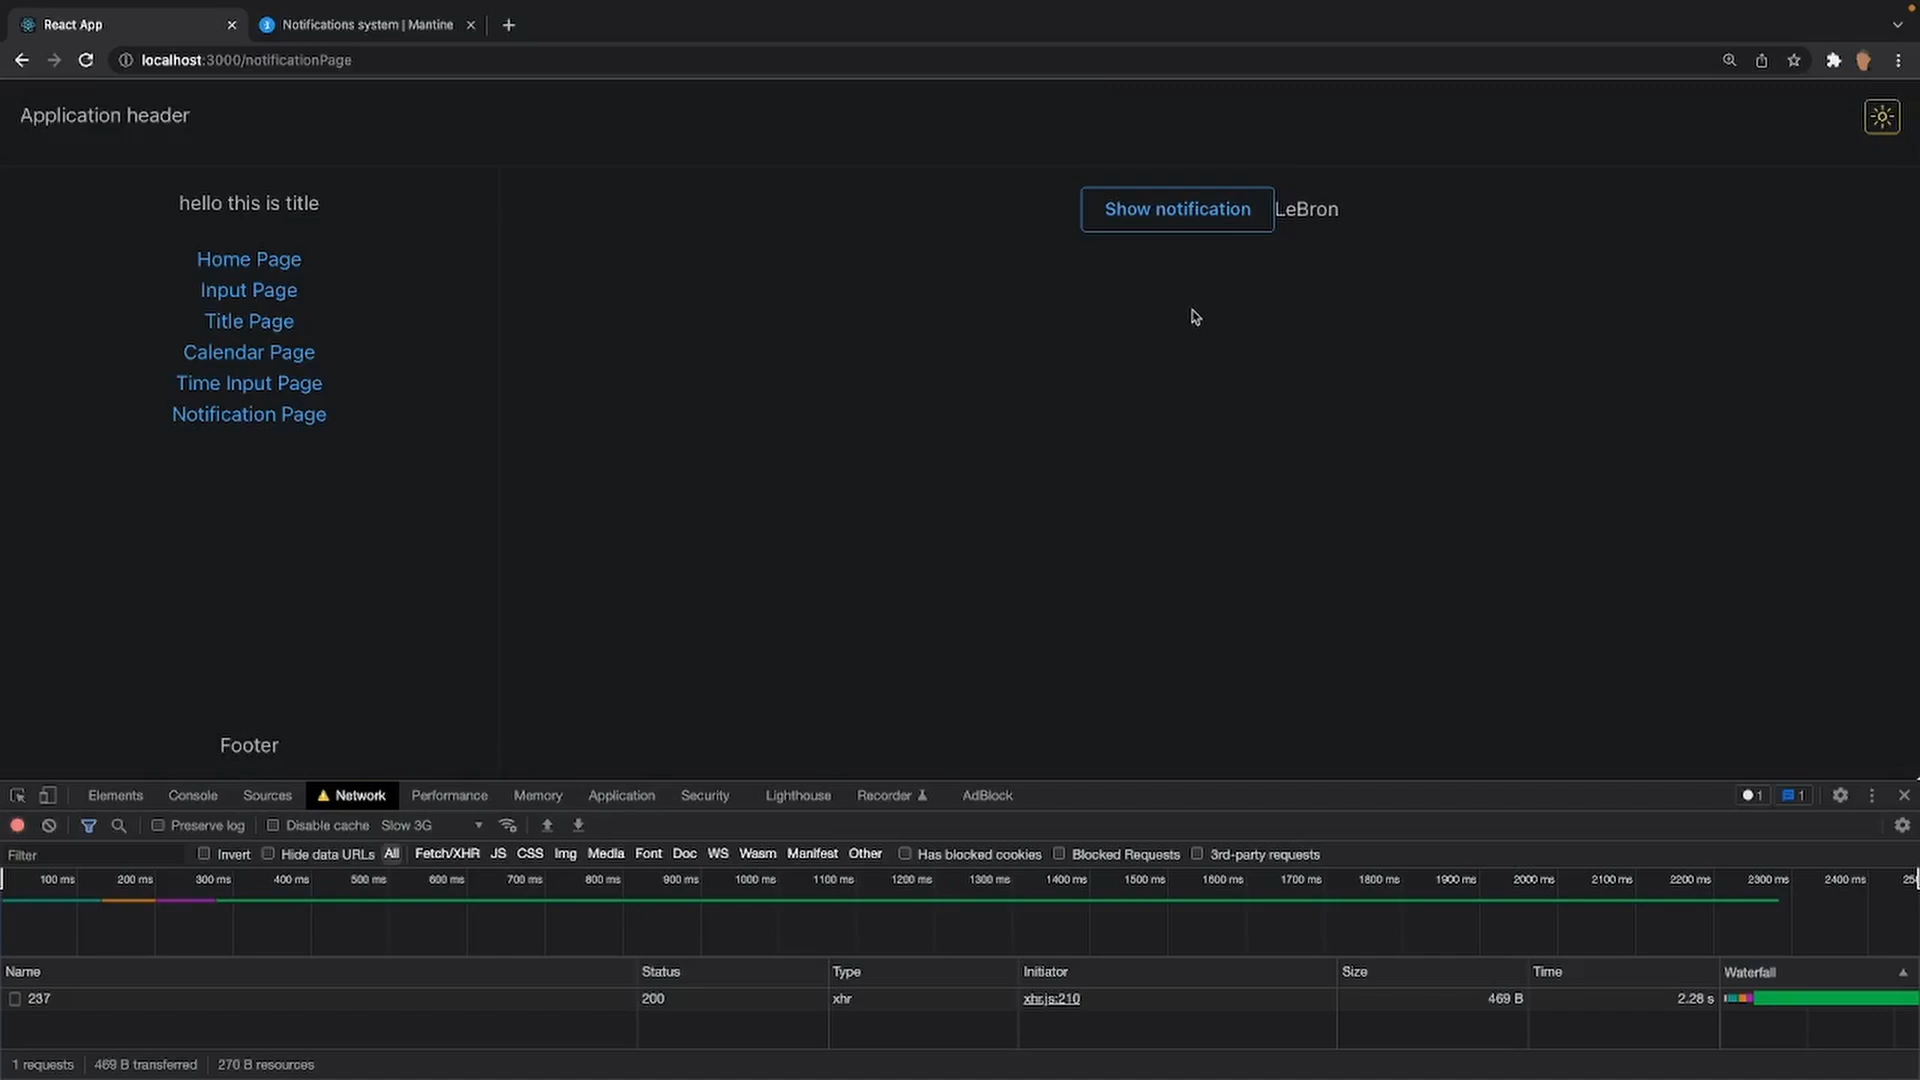 React App
Notifications system | Mantine
localhost:3000/notificationPage
Application header
hello this is title
Home Page
Input Page
Title Page
Calendar Page
Time Input Page
Notification Page
Footer
Show notification LeBron
Elements Console Sources Network Performance Memory Application Security Lighthouse Recorder AdBlock 1 1
Preserve log Disable cache Slow 3G
Filter Invert Hide data URLs All Fetch/XHR JS CSS Img Media Font Doc WS Wasm Manifest Other Has blocked cookies Blocked Requests 3rd-party requests
100 ms 200 ms 300 ms 400 ms 500 ms 600 ms 700 ms 800 ms 900 ms 1000 ms 1100 ms 1200 ms 1300 ms 1400 ms 1500 ms 1600 ms 1700 ms 1800 ms 1900 ms 2000 ms 2100 ms 2200 ms 2300 ms 2400 ms
Name Status Type Initiator Size Time Waterfall
237 200 xhr xhr.js:210 469 B 2.28 s
1 requests 469 B transferred 270 B resources